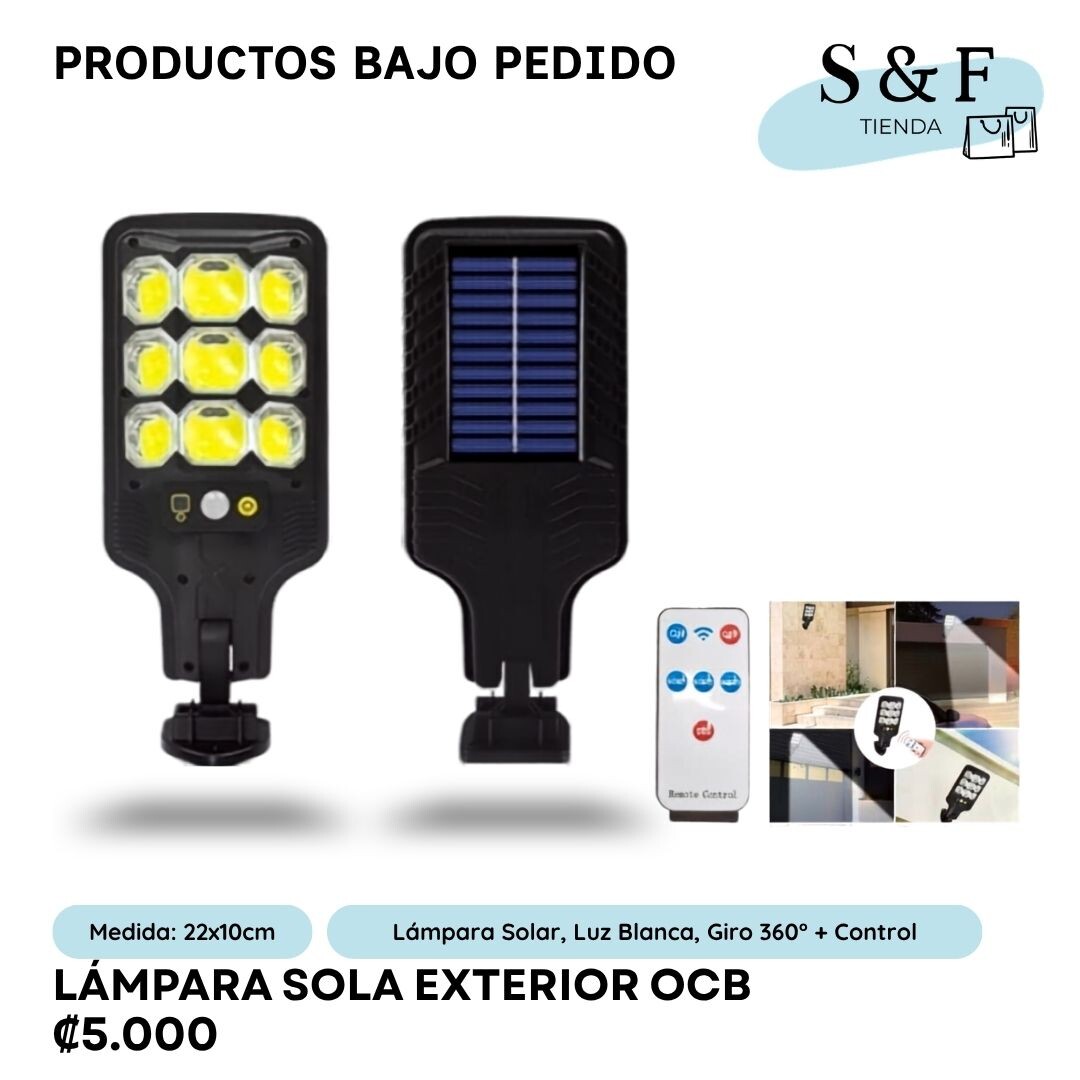 PRODUCTOS BAJO PEDIDO
S & F
TIENDA
Remote Control
Medida: 22x10cm
Lámpara Solar, Luz Blanca, Giro 360° + Control
LÁMPARA SOLA EXTERIOR OCB
₡5.000